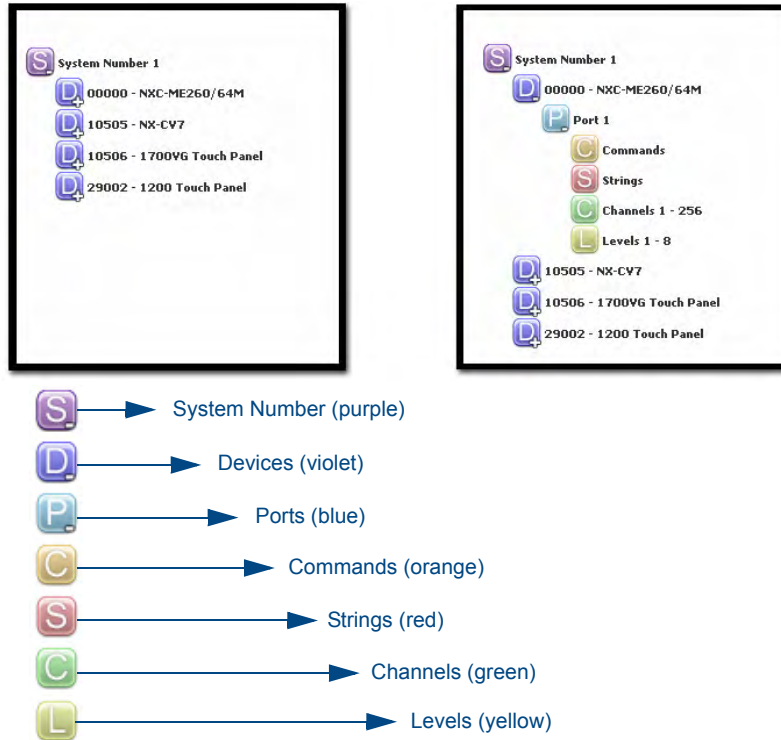 S System Number 1
D 00000 - NXC-ME260/64M
D 10505 - NX-CV7
D 10506 - 1700VG Touch Panel
D 29002 - 1200 Touch Panel
S System Number 1
D 00000 - NXC-ME260/64M
P Port 1
C Commands
S Strings
C Channels 1 - 256
L Levels 1 - 8
D 10505 - NX-CV7
D 10506 - 1700VG Touch Panel
D 29002 - 1200 Touch Panel
S System Number (purple)
D Devices (violet)
P Ports (blue)
C Commands (orange)
S Strings (red)
C Channels (green)
L Levels (yellow)